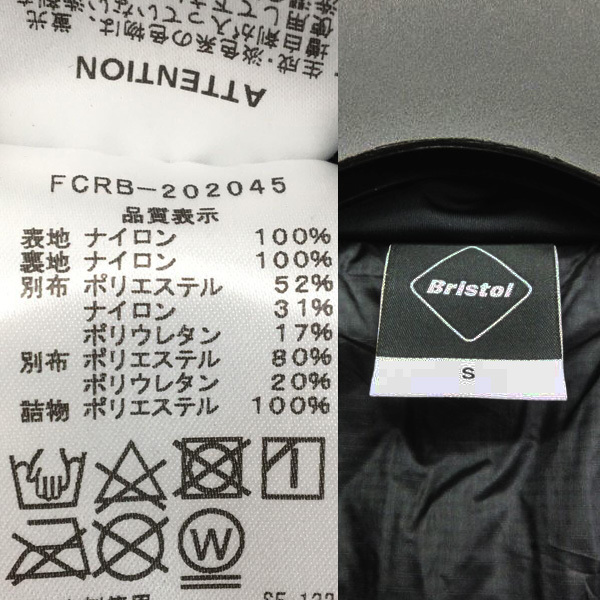 ATTENTION
FCRB-202045
品質表示
表地 ナイロン 100%
裏地 ナイロン 100%
別布 ポリエステル 52%
ナイロン 31%
ポリウレタン 17%
別布 ポリエステル 80%
ポリウレタン 20%
詰物 ポリエステル 100%
W
Bristol
S